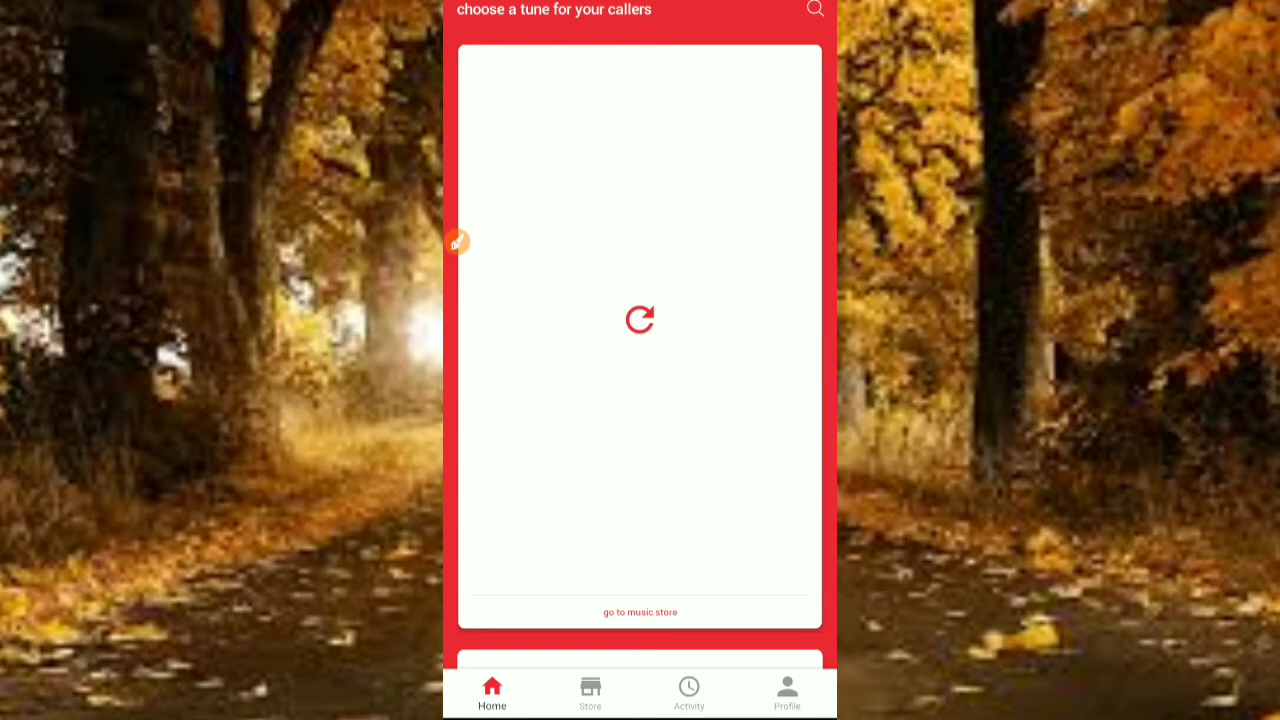 choose a tune for your callers
go to music store
Home
Store
Activity
Profile